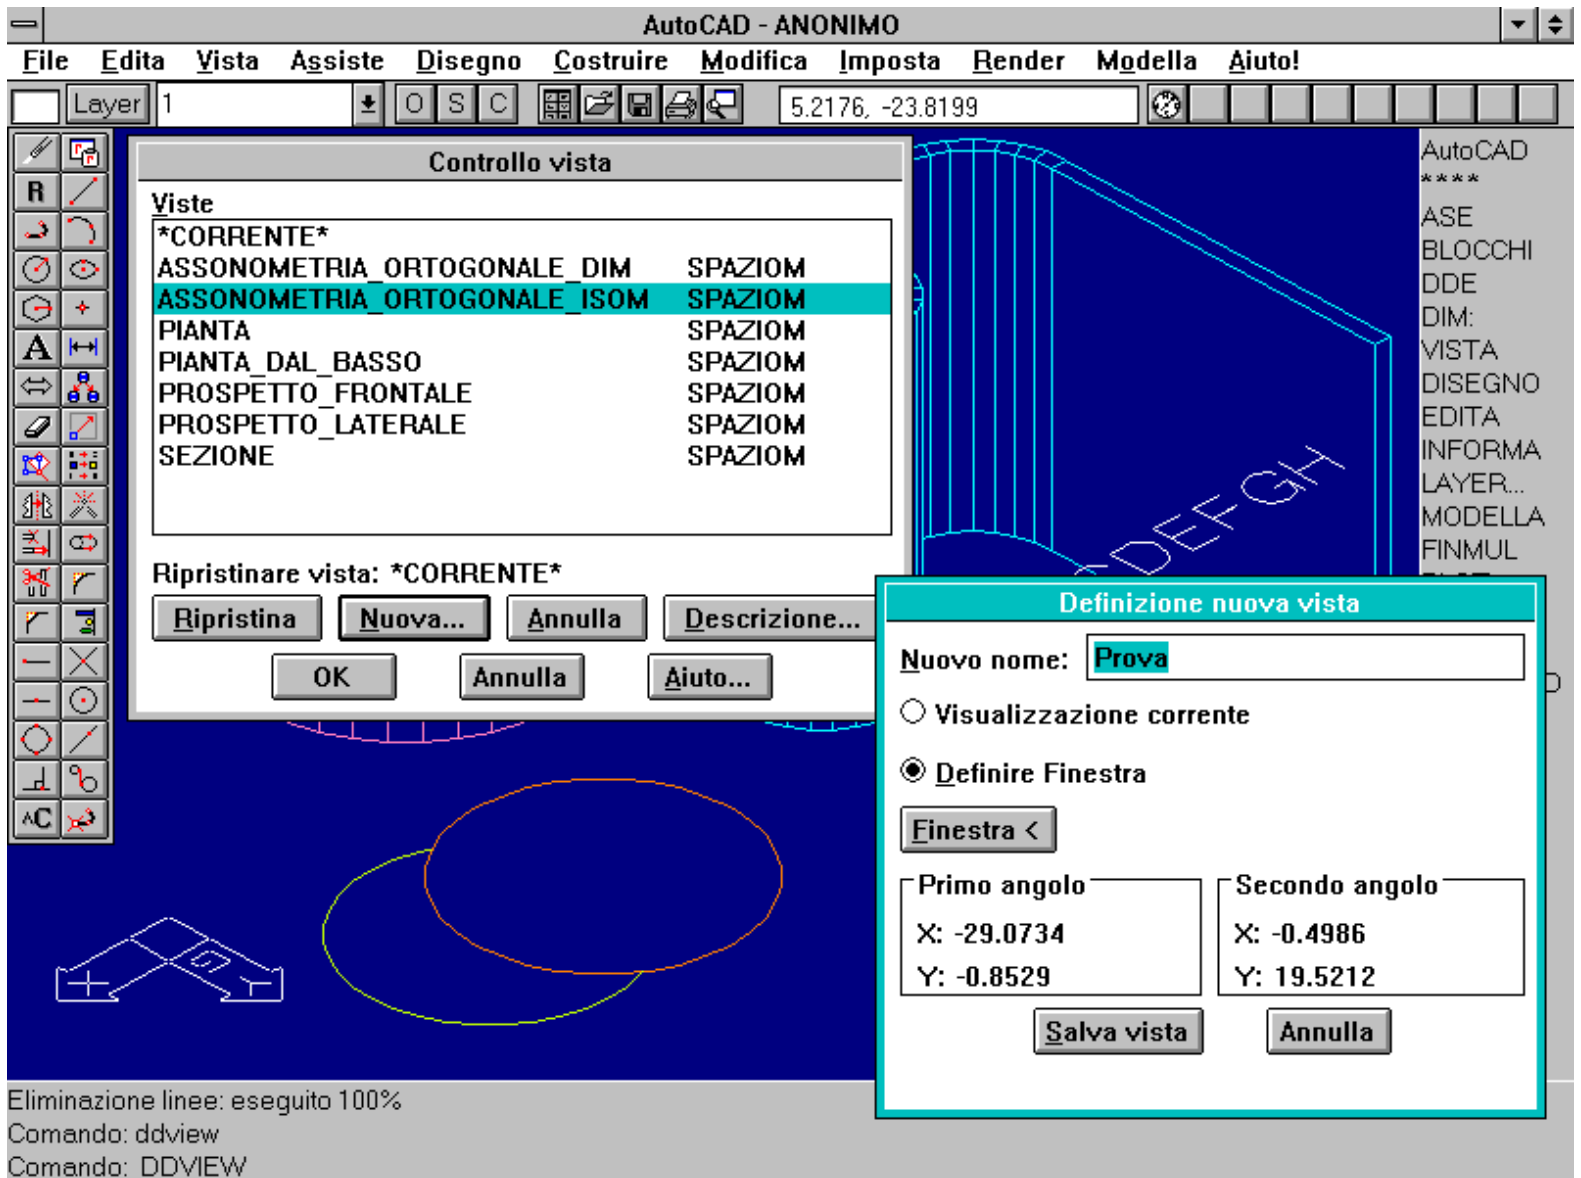 AutoCAD - ANONIMO
File Edita Vista Assiste Disegno Costruire Modifica Imposta Render Modella Aiuto!
Layer 1 O S C 5.2176, -23.8199
R
A
^C
Controllo vista
Viste
*CORRENTE*
ASSONOMETRIA_ORTOGONALE_DIM SPAZIOM
ASSONOMETRIA_ORTOGONALE_ISOM SPAZIOM
PIANTA SPAZIOM
PIANTA_DAL_BASSO SPAZIOM
PROSPETTO_FRONTALE SPAZIOM
PROSPETTO_LATERALE SPAZIOM
SEZIONE SPAZIOM
Ripristinare vista: *CORRENTE*
Ripristina Nuova... Annulla Descrizione...
OK Annulla Aiuto...
DEFGH
X G Y
AutoCAD
* * * *
ASE
BLOCCHI
DDE
DIM:
VISTA
DISEGNO
EDITA
INFORMA
LAYER...
MODELLA
FINMUL
Definizione nuova vista
Nuovo nome: Prova
Visualizzazione corrente
Definire Finestra
Finestra <
Primo angolo
X: -29.0734
Y: -0.8529
Secondo angolo
X: -0.4986
Y: 19.5212
Salva vista Annulla
Eliminazione linee: eseguito 100%
Comando: ddview
Comando: DDVIEW